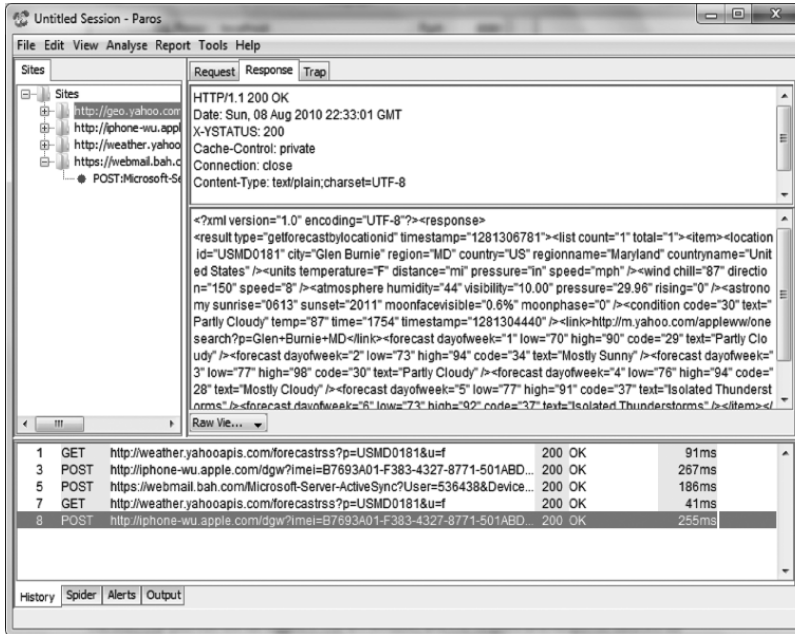 Untitled Session - Paros
File Edit View Analyse Report Tools Help
Sites
Sites
http://geo.yahoo.com
http://iphone-wu.appl
http://weather.yahoo
https://webmail.bah.c
POST:Microsoft-Se
Request Response Trap
HTTP/1.1 200 OK
Date: Sun, 08 Aug 2010 22:33:01 GMT
X-YSTATUS: 200
Cache-Control: private
Connection: close
Content-Type: text/plain;charset=UTF-8
<?xml version="1.0" encoding="UTF-8"?><response>
<result type="getforecastbylocationid" timestamp="1281306781"><list count="1" total="1"><item><location
id="USMD0181" city="Glen Burnie" region="MD" country="US" regionname="Maryland" countryname="Unit
ed States" /><units temperature="F" distance="mi" pressure="in" speed="mph" /><wind chill="87" directio
n="150" speed="8" /><atmosphere humidity="44" visibility="10.00" pressure="29.96" rising="0" /><astrono
my sunrise="0613" sunset="2011" moonfacevisible="0.6%" moonphase="0" /><condition code="30" text="
Partly Cloudy" temp="87" time="1754" timestamp="1281304440" /><link>http://m.yahoo.com/appleww/one
search?p=Glen+Burnie+MD</link><forecast dayofweek="1" low="70" high="90" code="29" text="Partly Clo
udy" /><forecast dayofweek="2" low="73" high="94" code="34" text="Mostly Sunny" /><forecast dayofweek="
3" low="77" high="98" code="30" text="Partly Cloudy" /><forecast dayofweek="4" low="76" high="94" code="
28" text="Mostly Cloudy" /><forecast dayofweek="5" low="77" high="91" code="37" text="Isolated Thunderst
orms" /><forecast dayofweek="6" low="73" high="92" code="37" text="Isolated Thunderstorms" /></item></
Raw Vie...
1 GET http://weather.yahooapis.com/forecastrss?p=USMD0181&u=f 200 OK 91ms
3 POST http://iphone-wu.apple.com/dgw?imei=B7693A01-F383-4327-8771-501ABD... 200 OK 267ms
5 POST https://webmail.bah.com/Microsoft-Server-ActiveSync?User=536438&Device... 200 OK 186ms
7 GET http://weather.yahooapis.com/forecastrss?p=USMD0181&u=f 200 OK 41ms
8 POST http://iphone-wu.apple.com/dgw?imei=B7693A01-F383-4327-8771-501ABD... 200 OK 255ms
History Spider Alerts Output